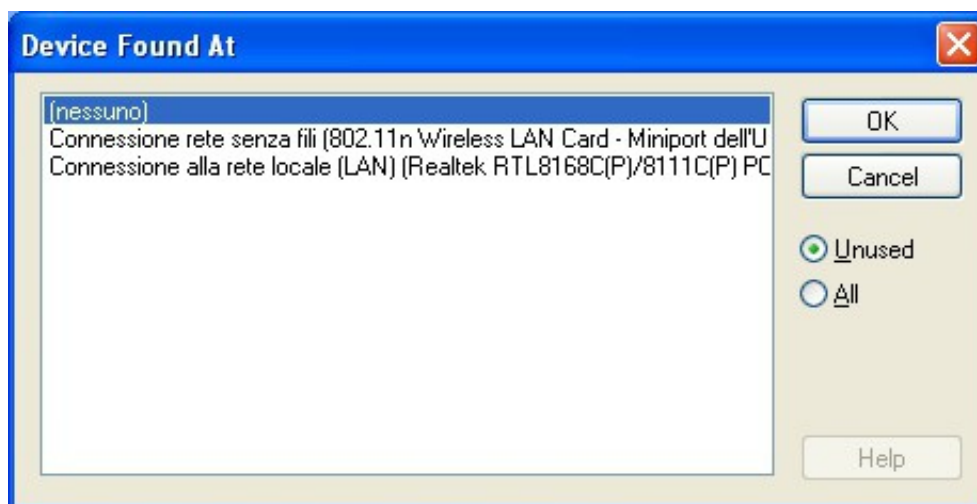 Device Found At
(nessuno)
Connessione rete senza fili (802.11n Wireless LAN Card - Miniport dell'U
Connessione alla rete locale (LAN) (Realtek RTL8168C(P)/8111C(P) PC
OK
Cancel
Unused
All
Help